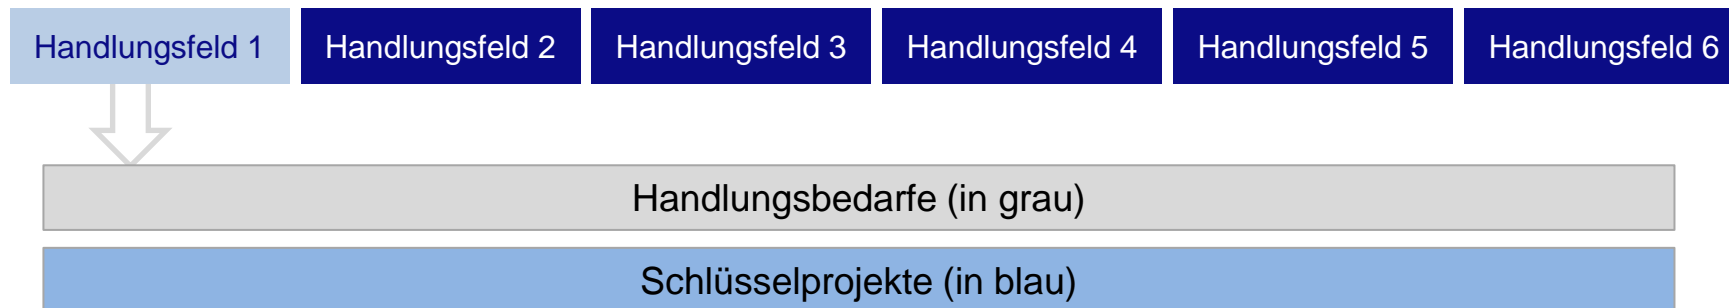 Handlungsfeld 1 Handlungsfeld 2 Handlungsfeld 3 Handlungsfeld 4 Handlungsfeld 5 Handlungsfeld 6
Handlungsbedarfe (in grau)
Schlüsselprojekte (in blau)